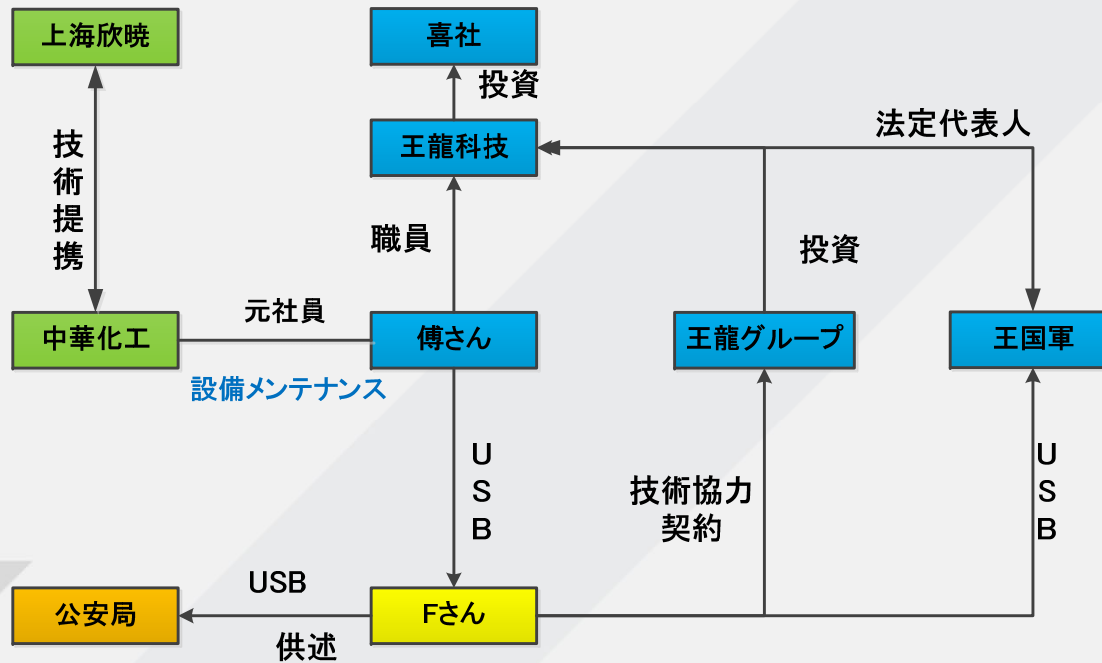 上海欣暁
喜社
投資
王龍科技
法定代表人
技術提携
職員
投資
元社員
中華化工
傅さん
王龍グループ
王国軍
設備メンテナンス
USB
技術協力
契約
USB
USB
公安局
Fさん
供述